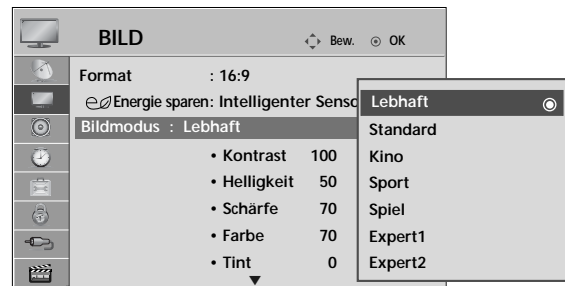 BILD
Bew. OK
Format : 16:9
Energie sparen: Intelligenter Senso
Bildmodus : Lebhaft
• Kontrast 100
• Helligkeit 50
• Schärfe 70
• Farbe 70
• Tint 0
Lebhaft
Standard
Kino
Sport
Spiel
Expert1
Expert2